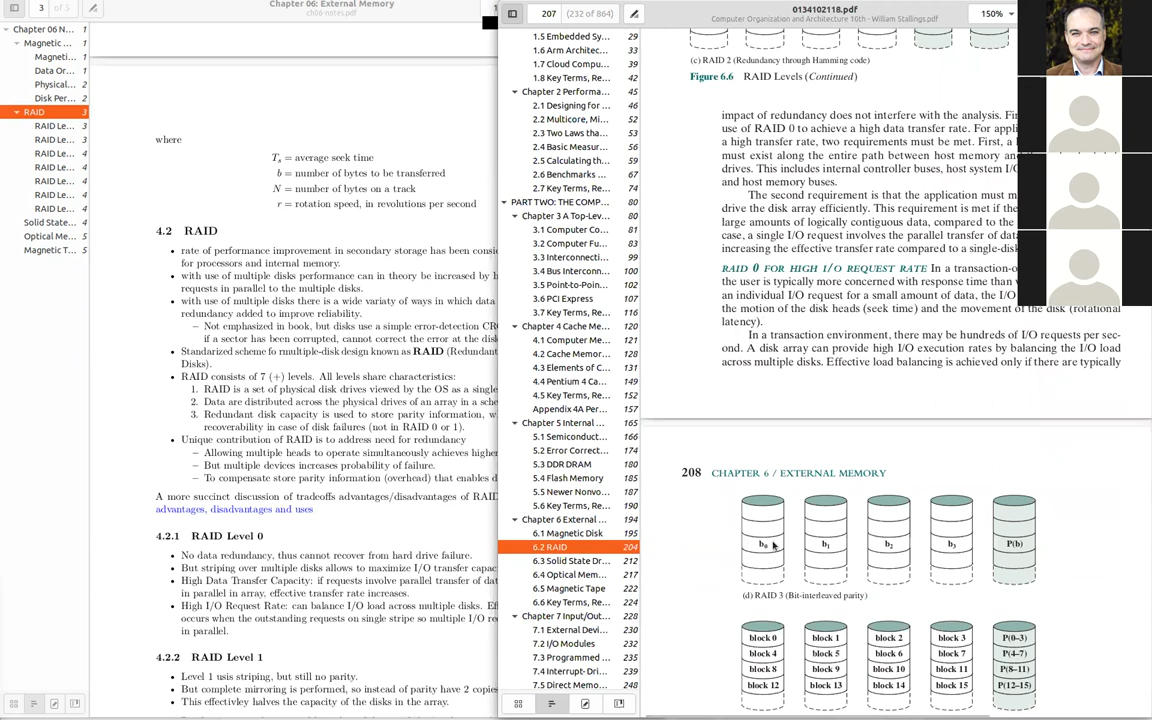 3 of 5
Chapter 06: External Memory
ch06-notes.pdf
Chapter 06 N...
1
Magnetic ... 1
Magneti... 1
Data Or... 1
Physical... 2
Disk Per... 2
RAID 3
RAID Le... 3
RAID Le... 3
RAID Le... 4
RAID Le... 4
RAID Le... 4
RAID Le... 4
RAID Le... 4
Solid State... 4
Optical Me... 5
Magnetic T... 5
where
Ts = average seek time
b = number of bytes to be transferred
N = number of bytes on a track
r = rotation speed, in revolutions per second
4.2 RAID
• rate of performance improvement in secondary storage has been consi
for processors and internal memory.
• with use of multiple disks performance can in theory be increased by h
requests in parallel to the multiple disks.
• with use of multiple disks there is a wide variaty of ways in which data
redundancy added to improve reliability.
– Not emphasized in book, but disks use a simple error-detection CRC
if a sector has been corrupted, cannot correct the error at the disk
• Standarized scheme fo multiple-disk design known as RAID (Redundant
Disks).
• RAID consists of 7 (+) levels. All levels share characteristics:
1. RAID is a set of physical disk drives viewed by the OS as a single
2. Data are distributed across the physical drives of an array in a sche
3. Redundant disk capacity is used to store parity information, w
recoverability in case of disk failures (not in RAID 0 or 1).
• Unique contribution of RAID is to address need for redundancy
– Allowing multiple heads to operate simultaneously achieves higher
– But multiple devices increases probability of failure.
– To compensate store parity information (overhead) that enables d
A more succinct discussion of tradeoffs advantages/disadvantages of RAID
advantages, disadvantages and uses
4.2.1 RAID Level 0
• No data redundancy, thus cannot recover from hard drive failure.
• But striping over multiple disks allows to maximize I/O transfer capac
• High Data Transfer Capacity: if requests involve parallel transfer of dat
in parallel in array, effective transfer rate increases.
• High I/O Request Rate: can balance I/O load across multiple disks. Eff
occurs when the outstanding requests on single stripe so multiple I/O re
in parallel.
4.2.2 RAID Level 1
• Level 1 usis striping, but still no parity.
• But complete mirroring is performed, so instead of parity have 2 copies
• This effectivley halves the capacity of the disks in the array.
207 (232 of 864)
0134102118.pdf
Computer Organization and Architecture 10th - William Stallings.pdf
150%
1.5 Embedded Sy... 29
1.6 Arm Architec... 33
1.7 Cloud Compu... 39
1.8 Key Terms, Re... 42
Chapter 2 Performa... 45
2.1 Designing for ... 46
2.2 Multicore, Mi... 52
2.3 Two Laws tha... 53
2.4 Basic Measur... 56
2.5 Calculating th... 59
2.6 Benchmarks ... 67
2.7 Key Terms, Re... 74
PART TWO: THE COMP... 80
Chapter 3 A Top-Lev... 80
3.1 Computer Co... 81
3.2 Computer Fu... 83
3.3 Interconnecti... 99
3.4 Bus Interconn... 100
3.5 Point-to-Poin... 102
3.6 PCI Express 107
3.7 Key Terms, Re... 116
Chapter 4 Cache Me... 120
4.1 Computer Me... 121
4.2 Cache Memor... 128
4.3 Elements of C... 131
4.4 Pentium 4 Ca... 149
4.5 Key Terms, Re... 152
Appendix 4A Per... 157
Chapter 5 Internal ... 165
5.1 Semiconduct... 166
5.2 Error Correct... 174
5.3 DDR DRAM 180
5.4 Flash Memory 185
5.5 Newer Nonvo... 187
5.6 Key Terms, Re... 190
Chapter 6 External ... 194
6.1 Magnetic Disk 195
6.2 RAID 204
6.3 Solid State Dr... 212
6.4 Optical Mem... 217
6.5 Magnetic Tape 222
6.6 Key Terms, Re... 224
Chapter 7 Input/Out... 228
7.1 External Devi... 230
7.2 I/O Modules 232
7.3 Programmed ... 235
7.4 Interrupt- Dri... 239
7.5 Direct Memo... 248
(c) RAID 2 (Redundancy through Hamming code)
Figure 6.6 RAID Levels (Continued)
impact of redundancy does not interfere with the analysis. Firs
use of RAID 0 to achieve a high data transfer rate. For appli
a high transfer rate, two requirements must be met. First, a h
must exist along the entire path between host memory and
drives. This includes internal controller buses, host system I/O
and host memory buses.
The second requirement is that the application must m
drive the disk array efficiently. This requirement is met if the
large amounts of logically contiguous data, compared to the
case, a single I/O request involves the parallel transfer of data
increasing the effective transfer rate compared to a single-disk
RAID 0 FOR HIGH I/O REQUEST RATE In a transaction-o
the user is typically more concerned with response time than
an individual I/O request for a small amount of data, the I/O
the motion of the disk heads (seek time) and the movement of the disk (rotational
latency).
In a transaction environment, there may be hundreds of I/O requests per sec-
ond. A disk array can provide high I/O execution rates by balancing the I/O load
across multiple disks. Effective load balancing is achieved only if there are typically
208 CHAPTER 6 / EXTERNAL MEMORY
b0 b1 b2 b3 P(b)
(d) RAID 3 (Bit-interleaved parity)
block 0 block 1 block 2 block 3 P(0–3)
block 4 block 5 block 6 block 7 P(4–7)
block 8 block 9 block 10 block 11 P(8–11)
block 12 block 13 block 14 block 15 P(12–15)